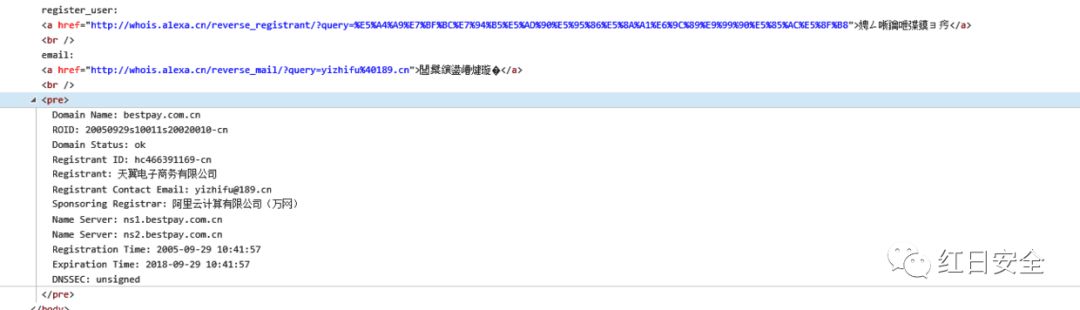 register_user:
<a href="http://whois.alexa.cn/reverse_registrant/?query=%E5%A4%A9%E7%BF%BC%E7%94%B5%E5%AD%90%E5%95%86%E5%8A%A1%E6%9C%89%E9%99%90%E5%85%AC%E5%8F%B8"></a>
<br />
email:
<a href="http://whois.alexa.cn/reverse_mail/?query=yizhifu%40189.cn"></a>
<br />
<pre>
Domain Name: bestpay.com.cn
ROID: 20050929s10011s20020010-cn
Domain Status: ok
Registrant ID: hc466391169-cn
Registrant: 天翼电子商务有限公司
Registrant Contact Email: yizhifu@189.cn
Sponsoring Registrar: 阿里云计算有限公司（万网）
Name Server: ns1.bestpay.com.cn
Name Server: ns2.bestpay.com.cn
Registration Time: 2005-09-29 10:41:57
Expiration Time: 2018-09-29 10:41:57
DNSSEC: unsigned
</pre>
</body>
红日安全